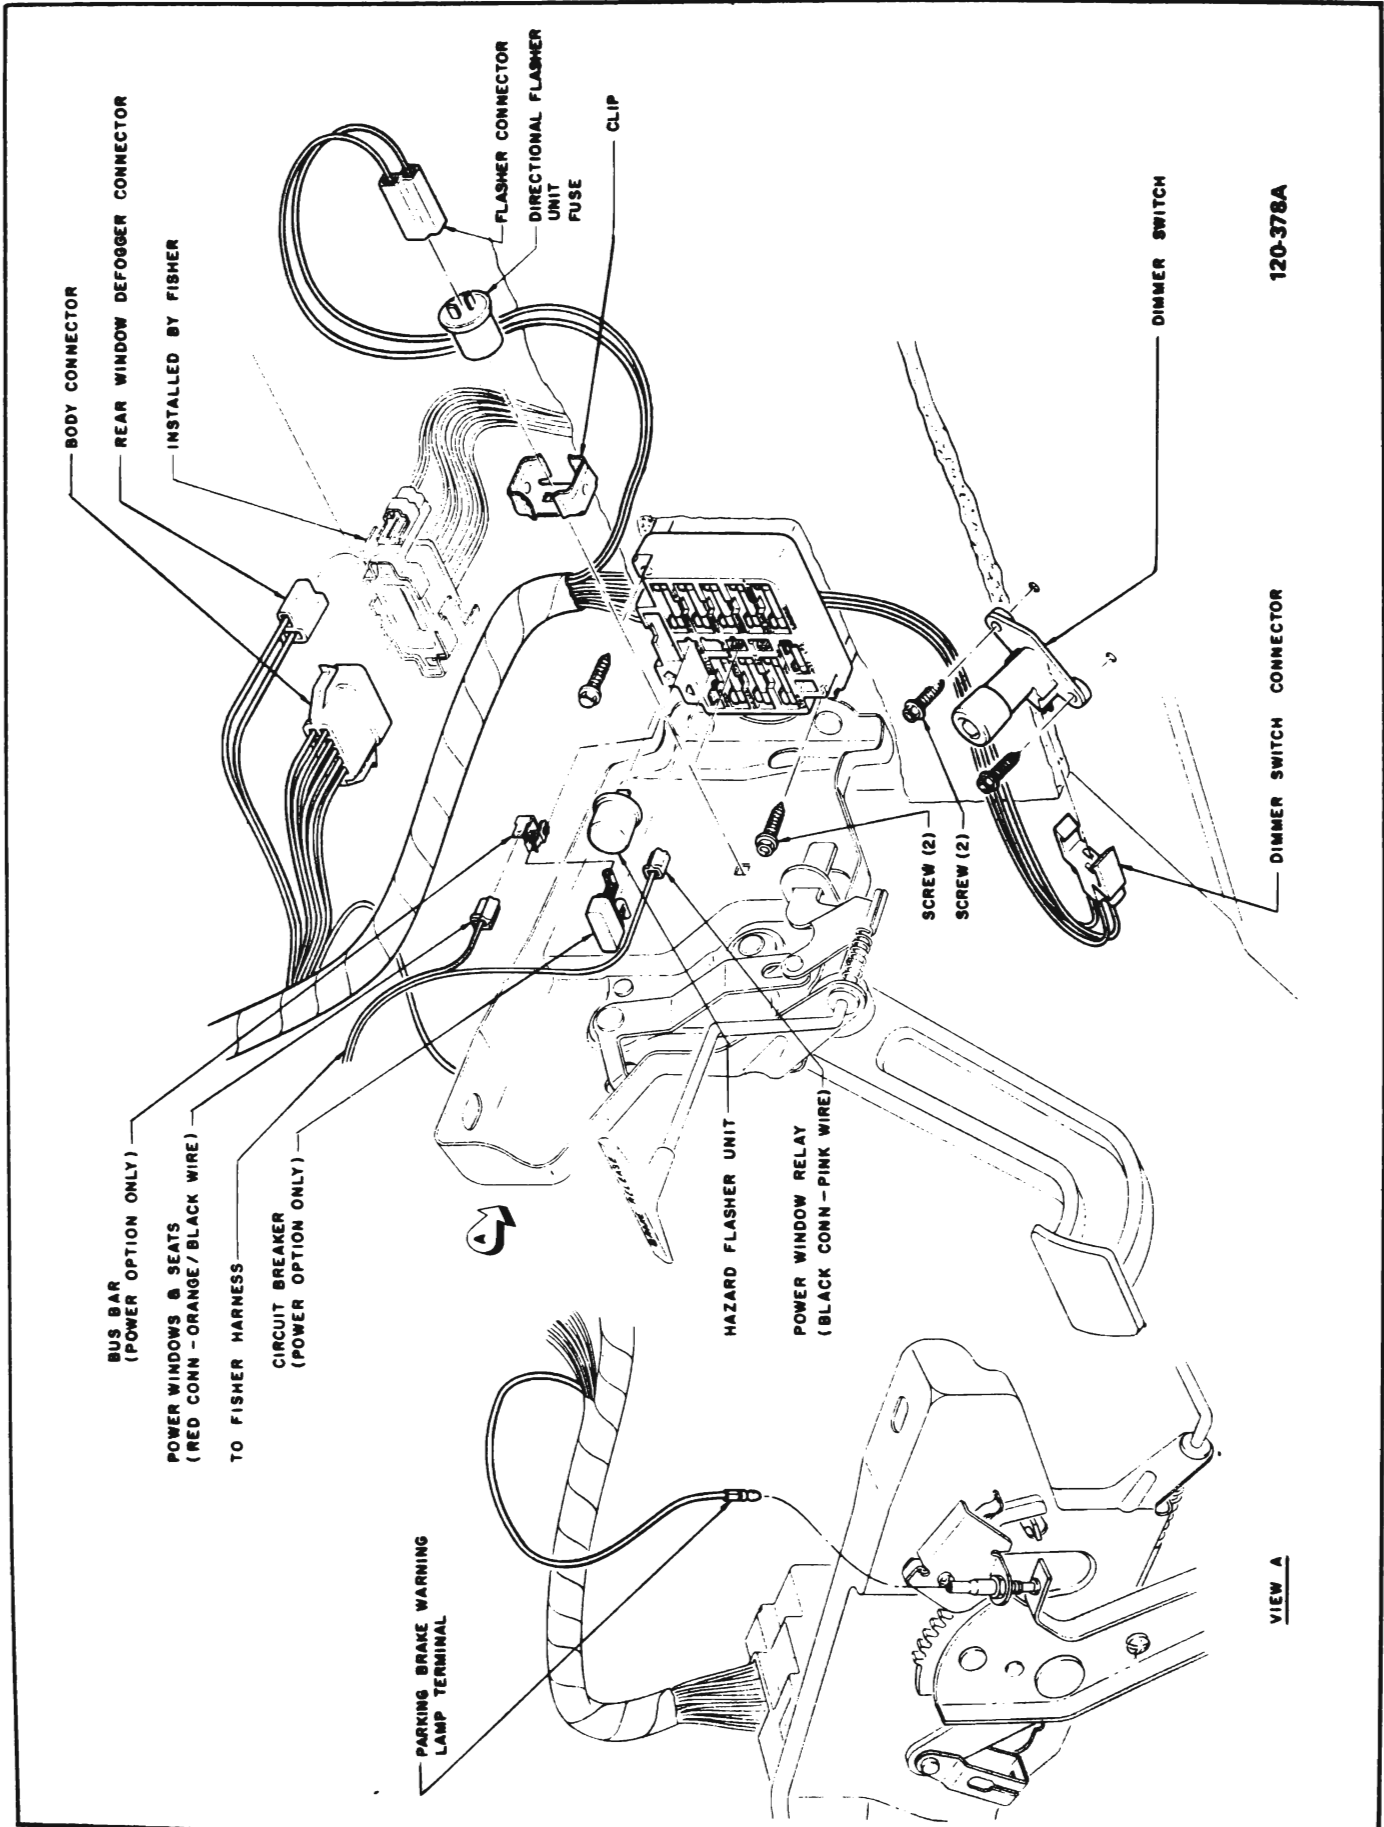 BODY CONNECTOR
REAR WINDOW DEFOGGER CONNECTOR
INSTALLED BY FISHER
FLASHER CONNECTOR
DIRECTIONAL FLASHER
UNIT
FUSE
CLIP
BUS BAR
(POWER OPTION ONLY)
POWER WINDOWS & SEATS
(RED CONN - ORANGE / BLACK WIRE)
TO FISHER HARNESS
CIRCUIT BREAKER
(POWER OPTION ONLY)
A
HAZARD FLASHER UNIT
POWER WINDOW RELAY
(BLACK CONN - PINK WIRE)
SCREW (2)
SCREW (2)
DIMMER SWITCH
DIMMER SWITCH CONNECTOR
PARKING BRAKE WARNING
LAMP TERMINAL
VIEW A
120-378A